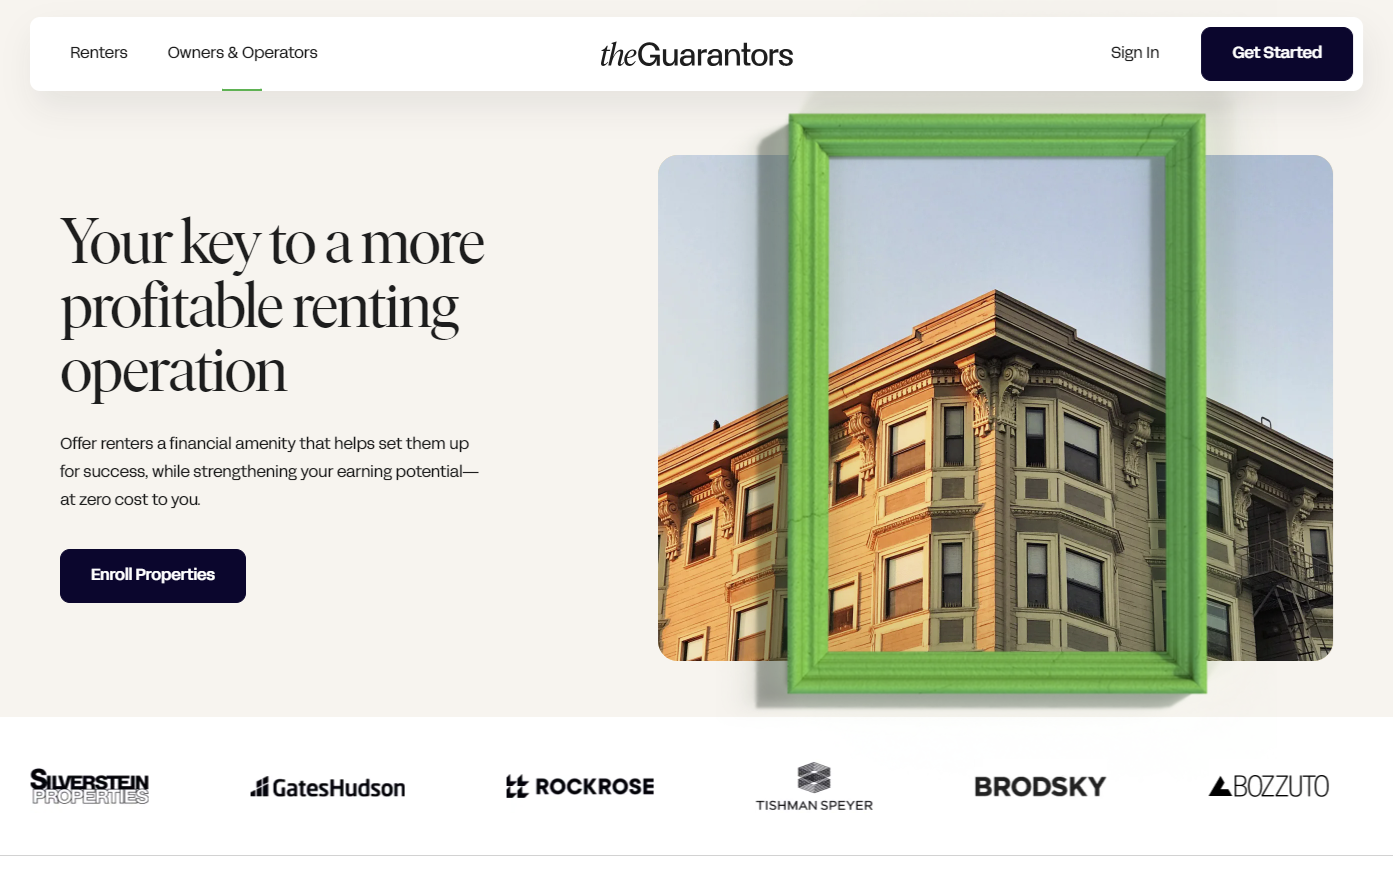 Renters
Owners & Operators
theGuarantors
Sign In
Get Started
Your key to a more
profitable renting
operation
Offer renters a financial amenity that helps set them up
for success, while strengthening your earning potential—
at zero cost to you.
Enroll Properties
SILVERSTEIN
PROPERTIES
GatesHudson
ROCKROSE
TISHMAN SPEYER
BRODSKY
BOZZUTO